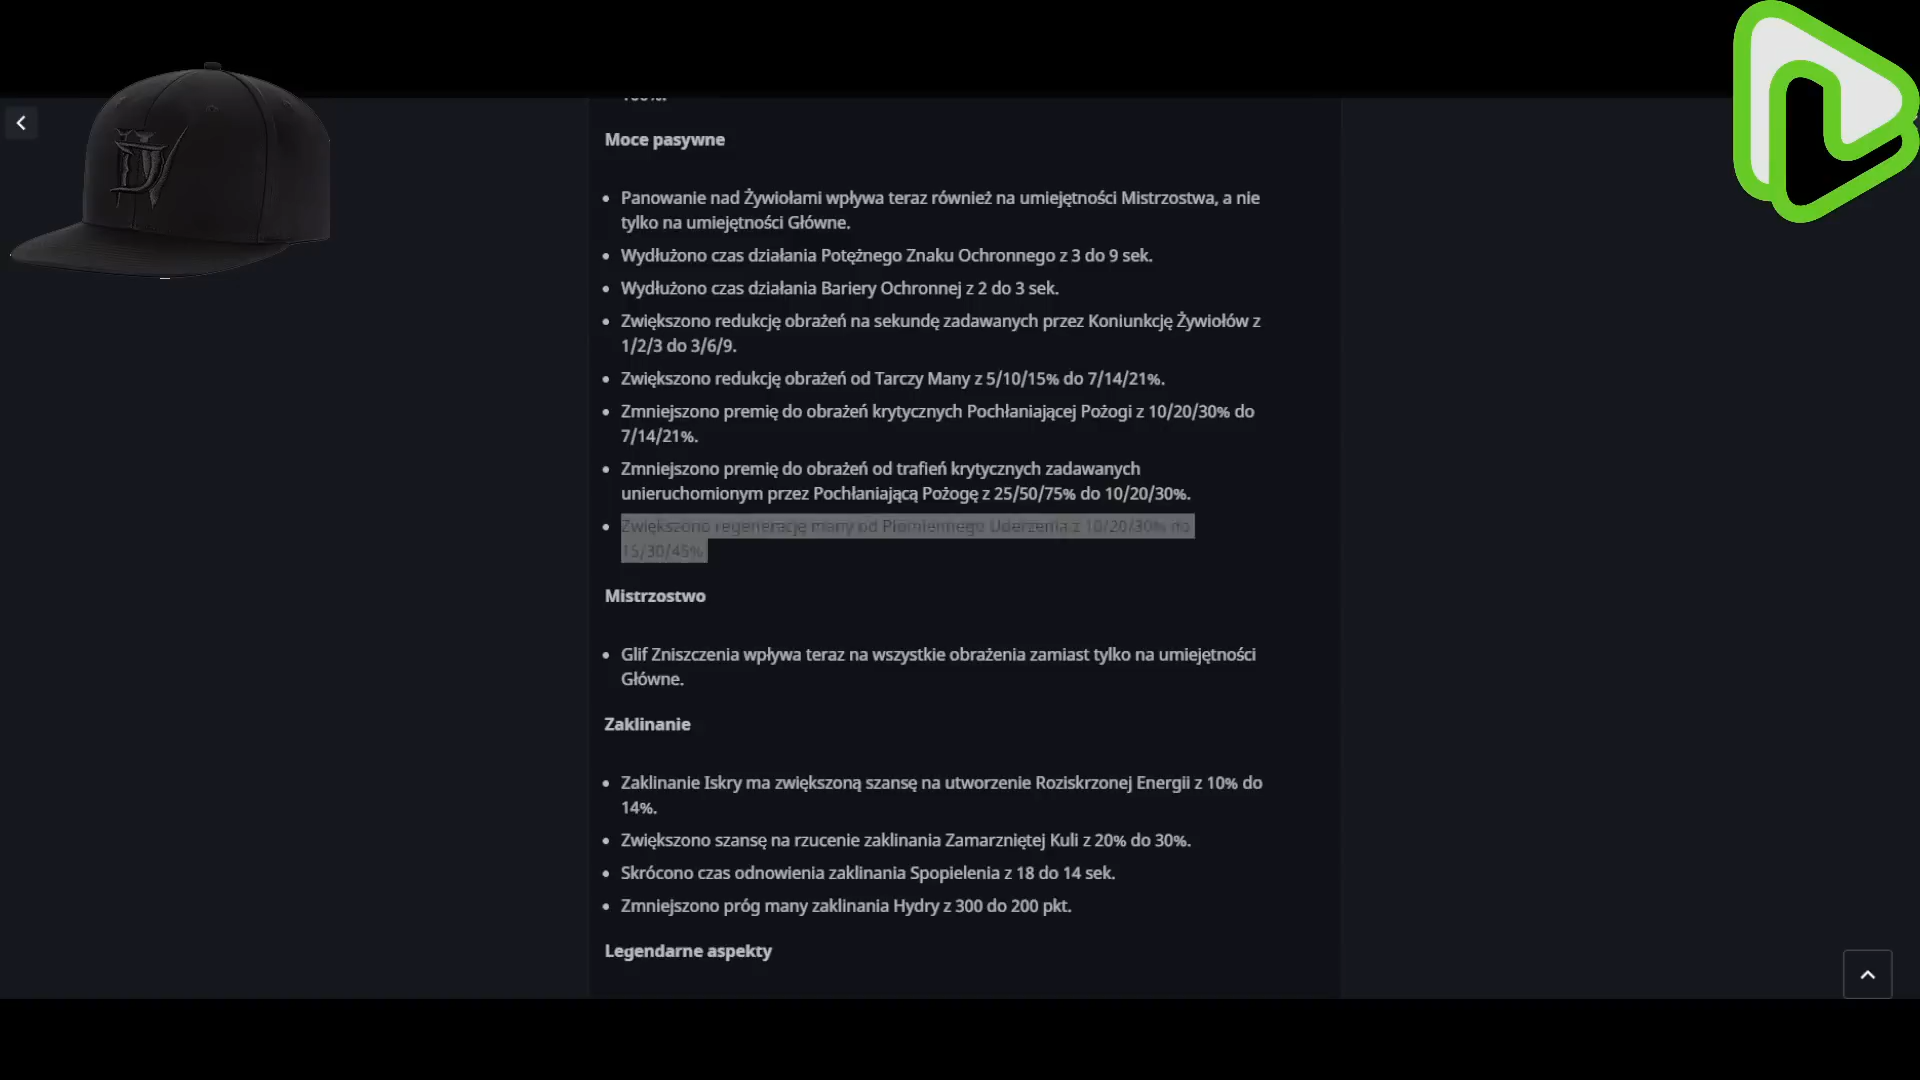 Moce pasywne
• Panowanie nad Żywiołami wpływa teraz również na umiejętności Mistrzostwa, a nie
tylko na umiejętności Główne.
• Wydłużono czas działania Potężnego Znaku Ochronnego z 3 do 9 sek.
• Wydłużono czas działania Bariery Ochronnej z 2 do 3 sek.
• Zwiększono redukcję obrażeń na sekundę zadawanych przez Koniunkcję Żywiołów z
1/2/3 do 3/6/9.
• Zwiększono redukcję obrażeń od Tarczy Many z 5/10/15% do 7/14/21%.
• Zmniejszono premię do obrażeń krytycznych Pochłaniającej Pożogi z 10/20/30% do
7/14/21%.
• Zmniejszono premię do obrażeń od trafień krytycznych zadawanych
unieruchomionym przez Pochłaniającą Pożogę z 25/50/75% do 10/20/30%.
• Zwiększono regenerację many od Płomiennego Uderzenia z 10/20/30% do
15/30/45%
Mistrzostwo
• Glif Zniszczenia wpływa teraz na wszystkie obrażenia zamiast tylko na umiejętności
Główne.
Zaklinanie
• Zaklinanie Iskry ma zwiększoną szansę na utworzenie Roziskrzonej Energii z 10% do
14%.
• Zwiększono szansę na rzucenie zaklinania Zamarzniętej Kuli z 20% do 30%.
• Skrócono czas odnowienia zaklinania Spopielenia z 18 do 14 sek.
• Zmniejszono próg many zaklinania Hydry z 300 do 200 pkt.
Legendarne aspekty